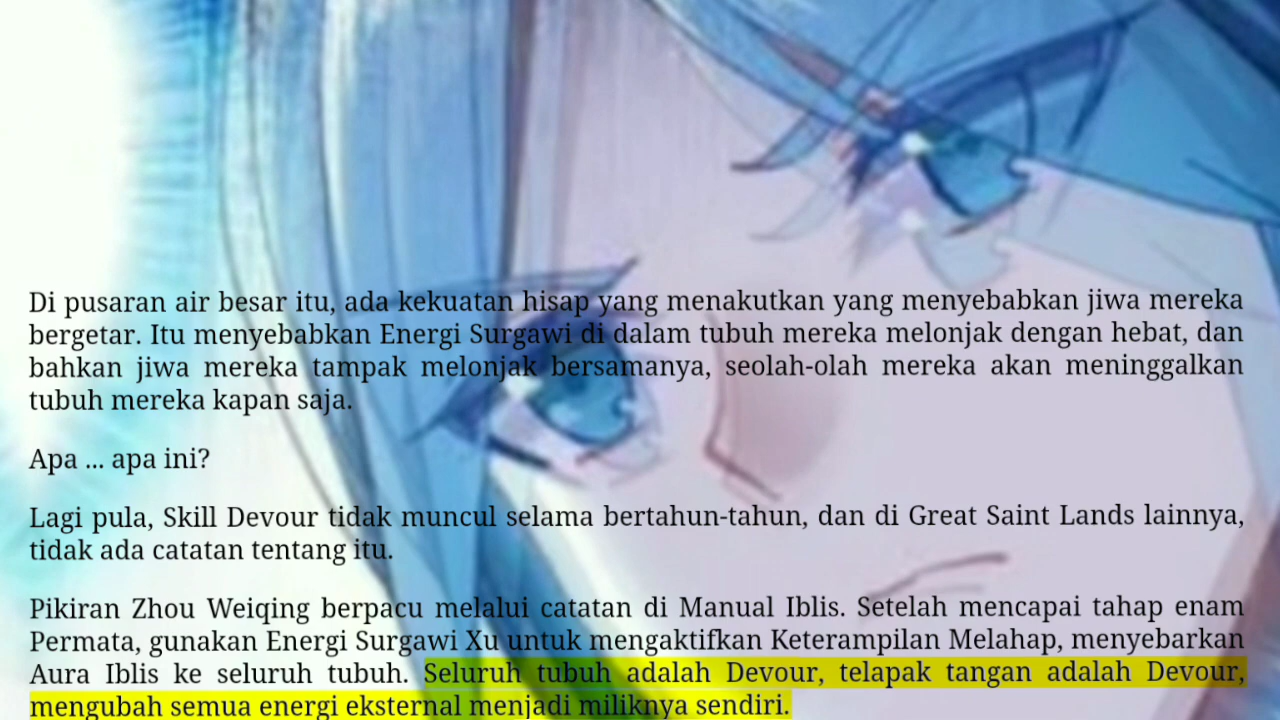 Di pusaran air besar itu, ada kekuatan hisap yang menakutkan yang menyebabkan jiwa mereka
bergetar. Itu menyebabkan Energi Surgawi di dalam tubuh mereka melonjak dengan hebat, dan
bahkan jiwa mereka tampak melonjak bersamanya, seolah-olah mereka akan meninggalkan
tubuh mereka kapan saja.
Apa ... apa ini?
Lagi pula, Skill Devour tidak muncul selama bertahun-tahun, dan di Great Saint Lands lainnya,
tidak ada catatan tentang itu.
Pikiran Zhou Weiqing berpacu melalui catatan di Manual Iblis. Setelah mencapai tahap enam
Permata, gunakan Energi Surgawi Xu untuk mengaktifkan Keterampilan Melahap, menyebarkan
Aura Iblis ke seluruh tubuh. Seluruh tubuh adalah Devour, telapak tangan adalah Devour,
mengubah semua energi eksternal menjadi miliknya sendiri.